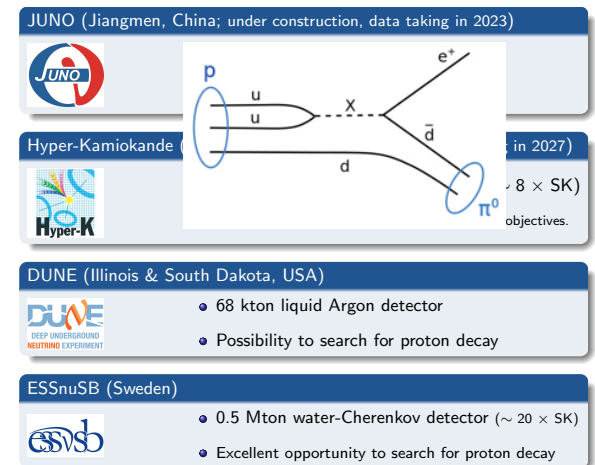 JUNO (Jiangmen, China; under construction, data taking in 2023)
JUNO
p
u
u
X
e+
d̄
d
π0
Hyper-Kamiokande (
in 2027)
Hyper-K
8 × SK)
objectives.
DUNE (Illinois & South Dakota, USA)
DUNE
DEEP UNDERGROUND
NEUTRINO EXPERIMENT
• 68 kton liquid Argon detector
• Possibility to search for proton decay
ESSnuSB (Sweden)
essνsb
• 0.5 Mton water-Cherenkov detector (∼ 20 × SK)
• Excellent opportunity to search for proton decay